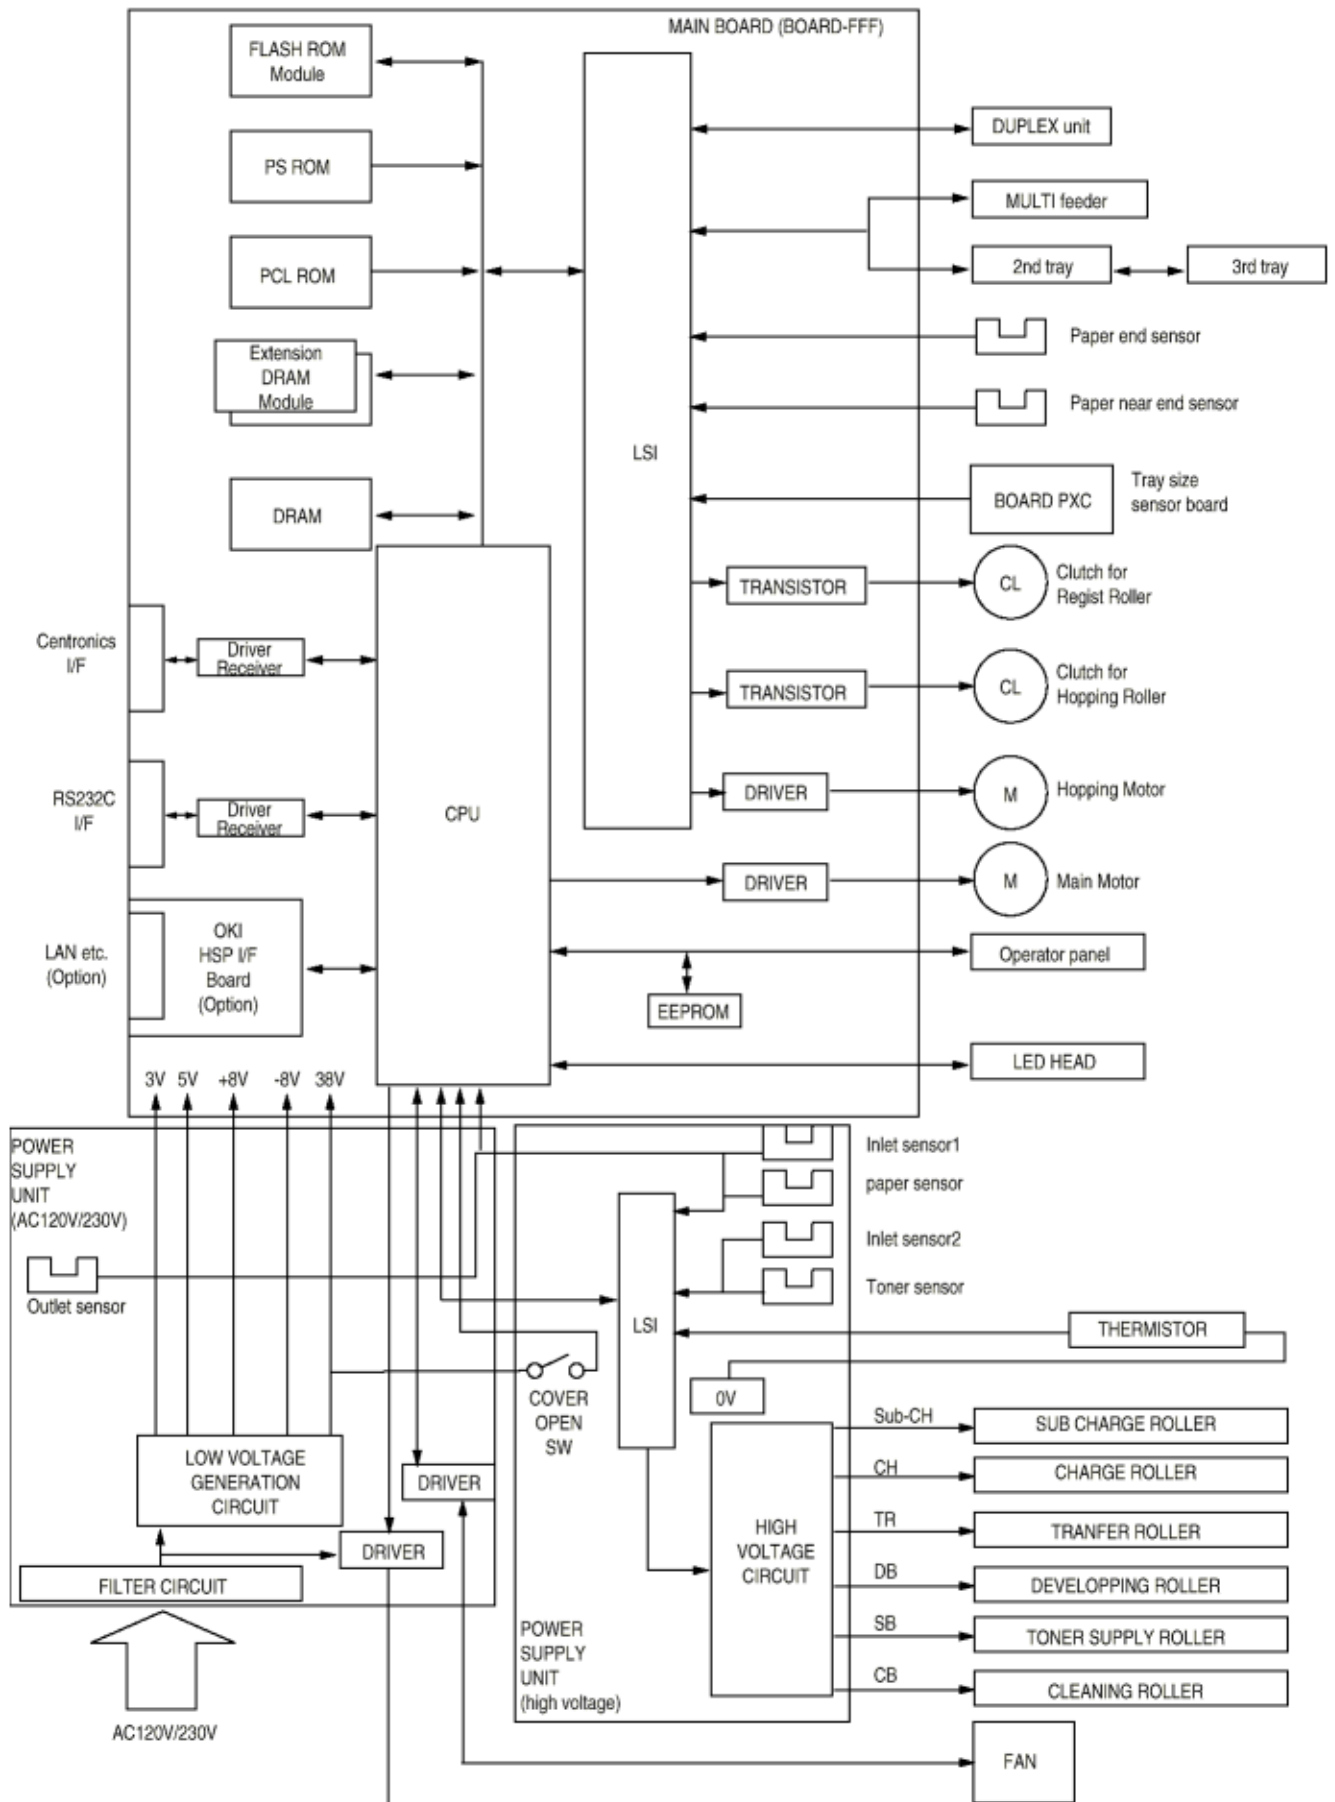 MAIN BOARD (BOARD-FFF)
FLASH ROM
Module
PS ROM
PCL ROM
Extension
DRAM
Module
DRAM
LSI
DUPLEX unit
MULTI feeder
2nd tray
3rd tray
Paper end sensor
Paper near end sensor
BOARD PXC
Tray size
sensor board
TRANSISTOR
CL
Clutch for
Regist Roller
TRANSISTOR
CL
Clutch for
Hopping Roller
DRIVER
M
Hopping Motor
DRIVER
M
Main Motor
Centronics
I/F
Driver
Receiver
RS232C
I/F
Driver
Receiver
CPU
LAN etc.
(Option)
OKI
HSP I/F
Board
(Option)
Operator panel
EEPROM
LED HEAD
3V
5V
+8V
-8V
38V
POWER
SUPPLY
UNIT
(AC120V/230V)
Outlet sensor
Inlet sensor1
paper sensor
Inlet sensor2
Toner sensor
LSI
THERMISTOR
0V
COVER
OPEN
SW
LOW VOLTAGE
GENERATION
CIRCUIT
DRIVER
DRIVER
FILTER CIRCUIT
AC120V/230V
HIGH
VOLTAGE
CIRCUIT
Sub-CH
SUB CHARGE ROLLER
CH
CHARGE ROLLER
TR
TRANFER ROLLER
DB
DEVELOPPING ROLLER
SB
TONER SUPPLY ROLLER
CB
CLEANING ROLLER
POWER
SUPPLY
UNIT
(high voltage)
FAN